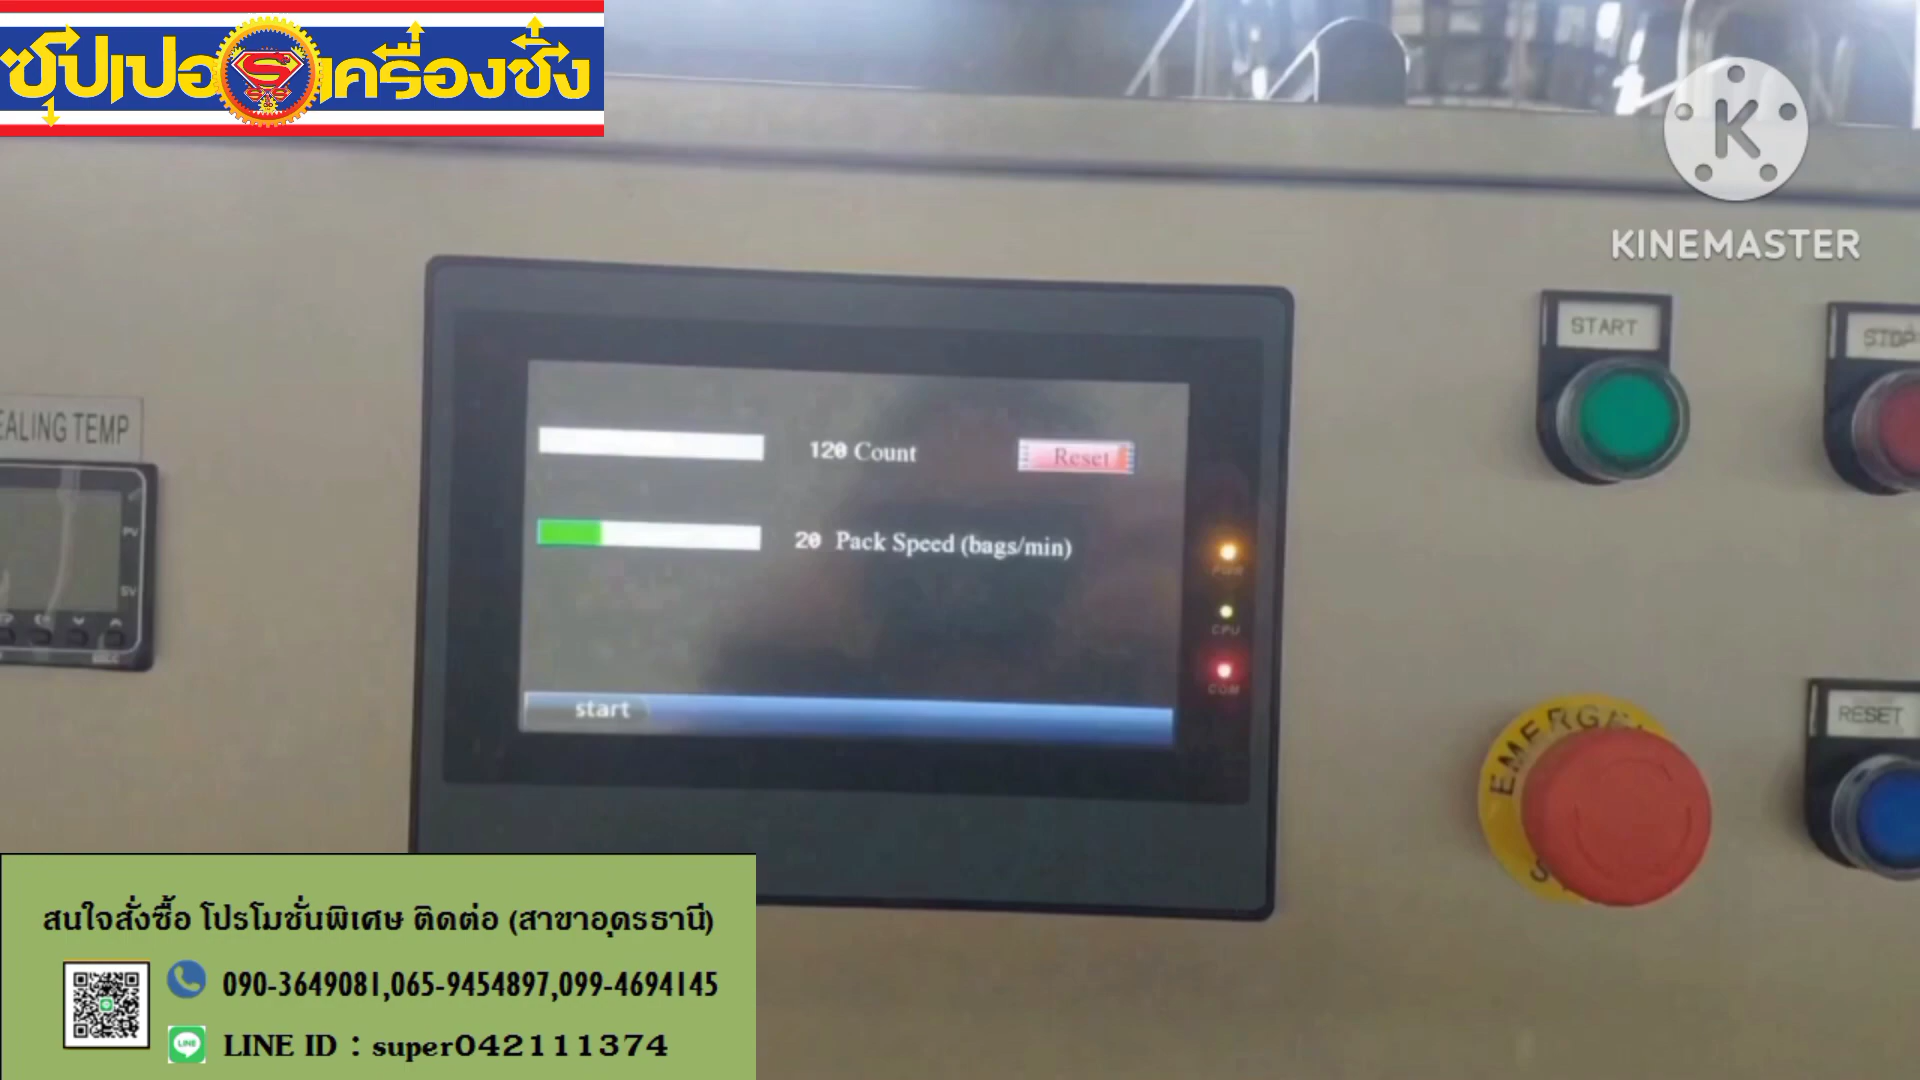 ซุปเปอร์เครื่องชั่ง
KINEMASTER
START
STOP
EALING TEMP
120 Count
Reset
20 Pack Speed (bags/min)
PV
SV
CPU
COM
start
RESET
สนใจสั่งซื้อ โปรโมชั่นพิเศษ ติดต่อ (สาขาอุดรธานี)
090-3649081,065-9454897,099-4694145
LINE ID : super042111374